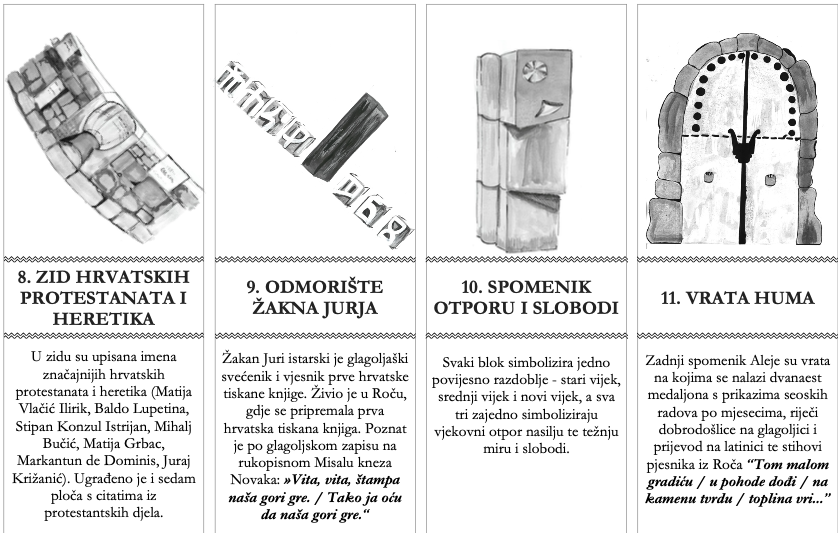 8. ZID HRVATSKIH
PROTESTANATA I
HERETIKA
U zidu su upisana imena
značajnijih hrvatskih
protestanata i heretika (Matija
Vlačić Ilirik, Baldo Lupetina,
Stipan Konzul Istrijan, Mihalj
Bučić, Matija Grbac,
Markantun de Dominis, Juraj
Križanić). Ugrađeno je i sedam
ploča s citatima iz
protestantskih djela.
9. ODMORIŠTE
ŽAKNA JURJA
Žakan Juri istarski je glagoljaški
svećenik i vjesnik prve hrvatske
tiskane knjige. Živio je u Roču,
gdje se pripremala prva
hrvatska tiskana knjiga. Poznat
je po glagoljskom zapisu na
rukopisnom Misalu kneza
Novaka: »Vita, vita, štampa
naša gori gre. / Tako ja oću
da naša gori gre.“
10. SPOMENIK
OTPORU I SLOBODI
Svaki blok simbolizira jedno
povijesno razdoblje - stari vijek,
srednji vijek i novi vijek, a sva
tri zajedno simboliziraju
vjekovni otpor nasilju te težnju
miru i slobodi.
11. VRATA HUMA
Zadnji spomenik Aleje su vrata
na kojima se nalazi dvanaest
medaljona s prikazima seoskih
radova po mjesecima, riječi
dobrodošlice na glagoljici i
prijevod na latinici te stihovi
pjesnika iz Roča “Tom malom
gradiću / u pohode dođi / na
kamenu tvrdu / toplina vri...”